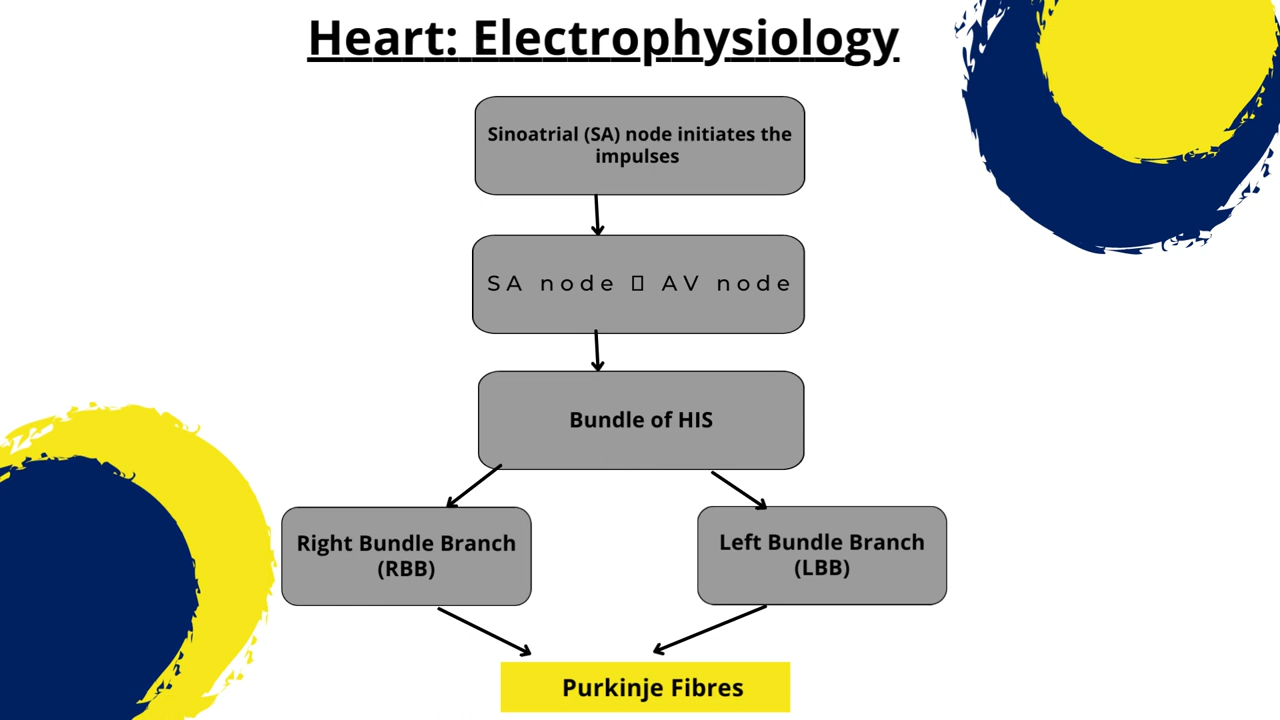 Heart: Electrophysiology
Sinoatrial (SA) node initiates the
impulses
SA node ▯ AV node
Bundle of HIS
Right Bundle Branch
(RBB)
Left Bundle Branch
(LBB)
Purkinje Fibres